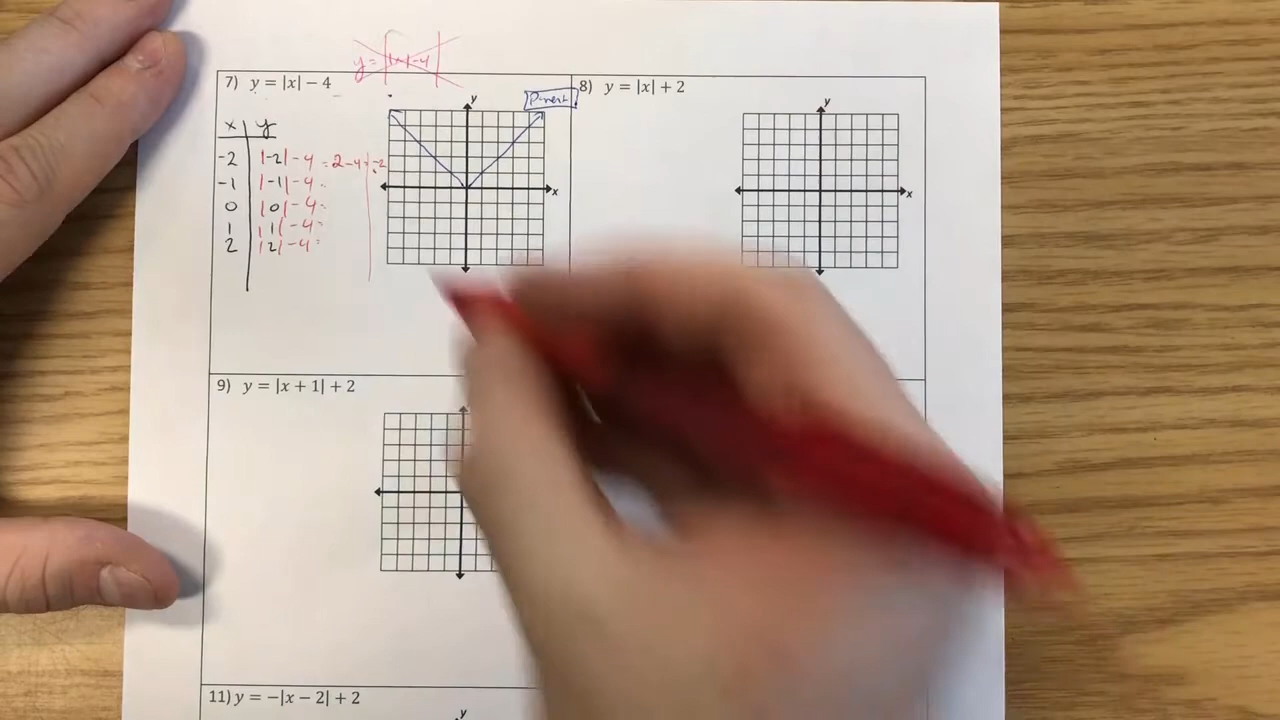 y = |x| - 4
7) y = |x| − 4
Parent
8) y = |x| + 2
x y
y
y
-2 |-2| - 4 = 2 - 4 = -2
-1 |-1| - 4 =
x
x
0 |0| - 4 =
1 |1| - 4 =
2 |2| - 4 =
9) y = |x + 1| + 2
11) y = −|x − 2| + 2
y